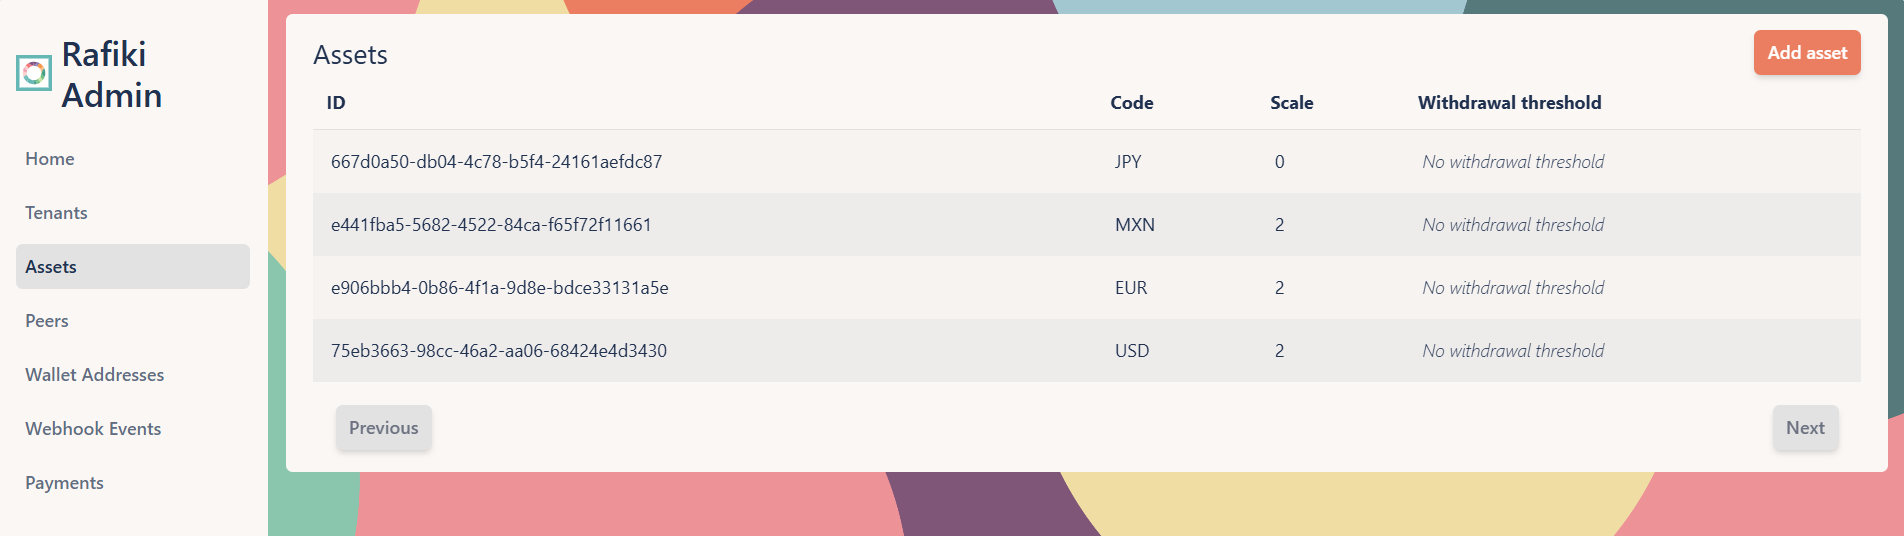 Rafiki
Admin
Home
Tenants
Assets
Peers
Wallet Addresses
Webhook Events
Payments
Assets
Add asset
ID Code Scale Withdrawal threshold
667d0a50-db04-4c78-b5f4-24161aefdc87 JPY 0 No withdrawal threshold
e441fba5-5682-4522-84ca-f65f72f11661 MXN 2 No withdrawal threshold
e906bbb4-0b86-4f1a-9d8e-bdce33131a5e EUR 2 No withdrawal threshold
75eb3663-98cc-46a2-aa06-68424e4d3430 USD 2 No withdrawal threshold
Previous Next